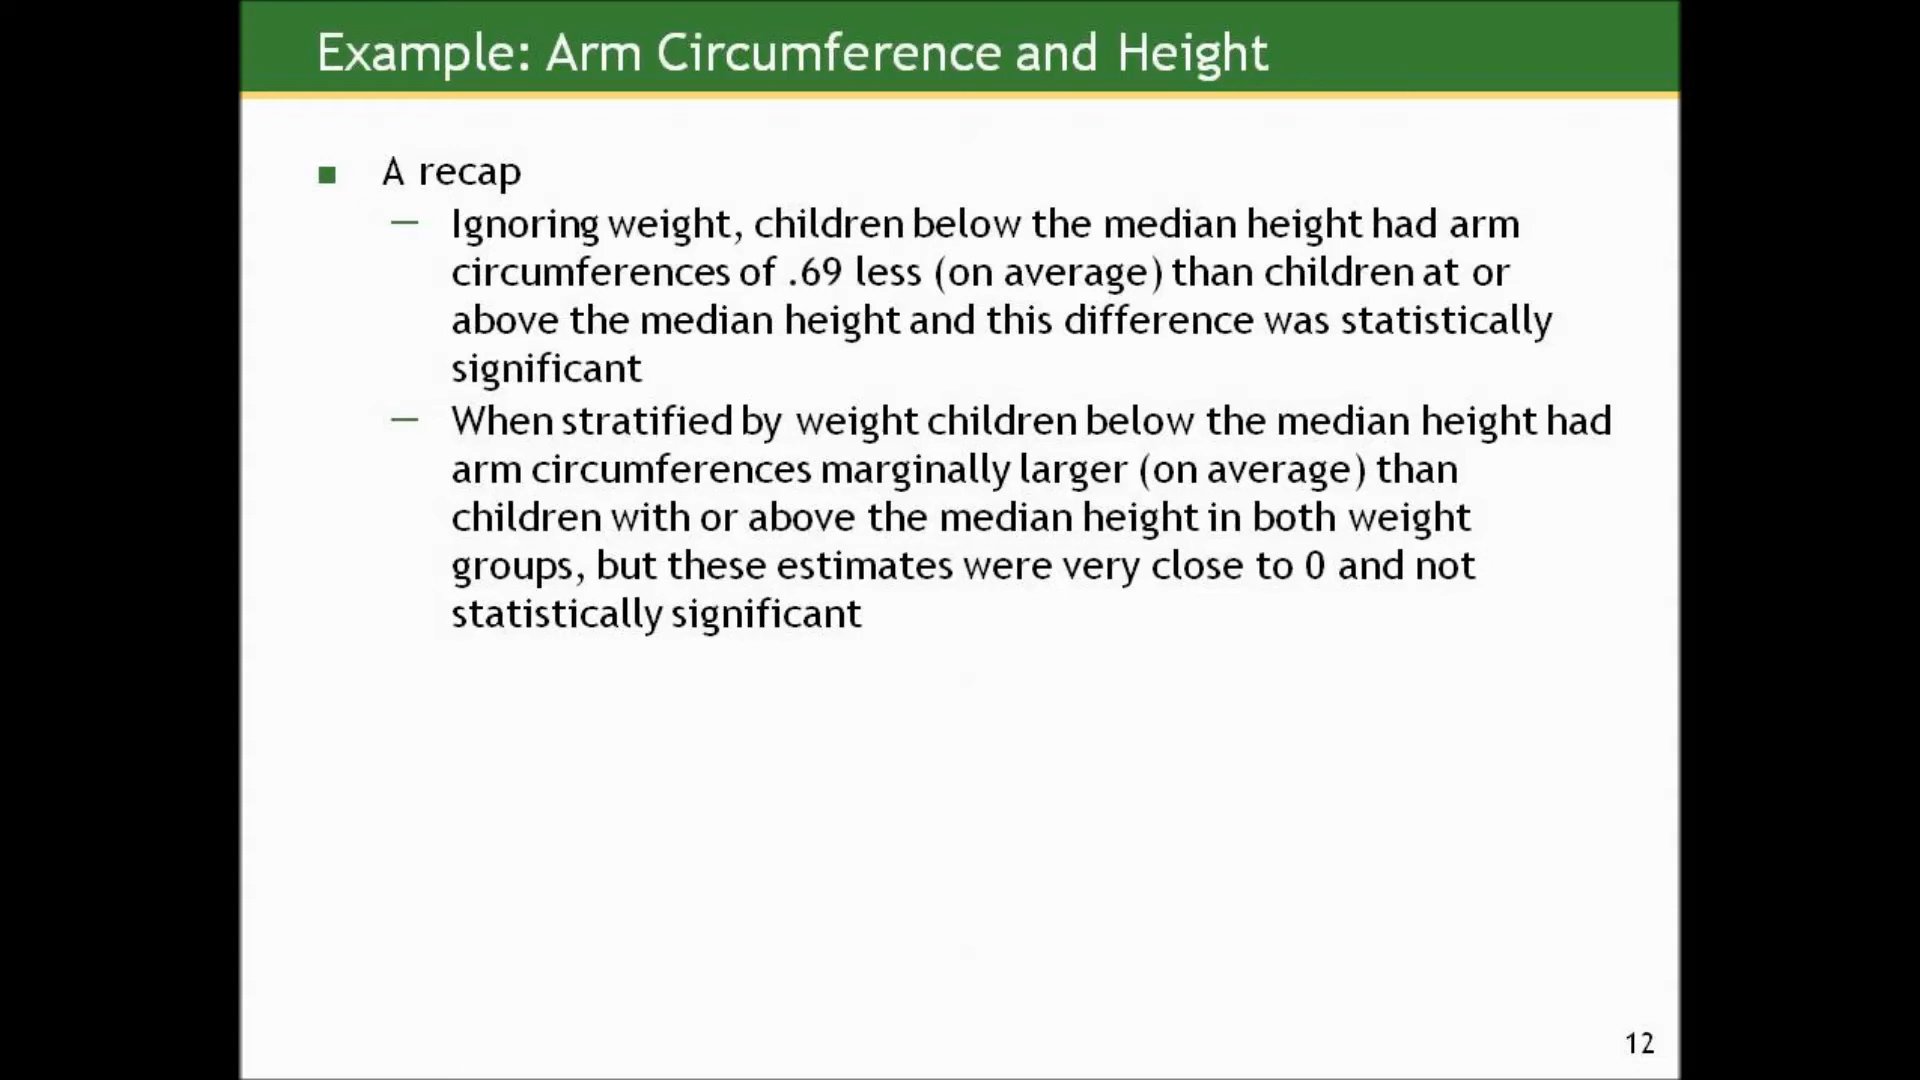 Example: Arm Circumference and Height
A recap
Ignoring weight, children below the median height had arm
circumferences of .69 less (on average) than children at or
above the median height and this difference was statistically
significant
When stratified by weight children below the median height had
arm circumferences marginally larger (on average) than
children with or above the median height in both weight
groups, but these estimates were very close to 0 and not
statistically significant
12